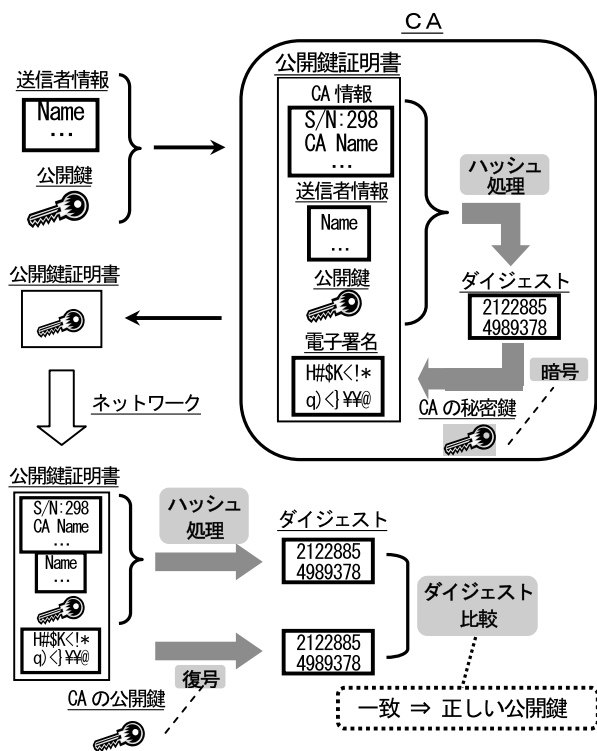 CA
送信者情報
Name
...
公開鍵
公開鍵証明書
CA 情報
S/N:298
CA Name
...
送信者情報
Name
...
公開鍵
電子署名
H#$K<!*
q)<}¥¥@
ハッシュ
処理
ダイジェスト
2122885
4989378
暗号
CA の秘密鍵
公開鍵証明書
ネットワーク
公開鍵証明書
S/N:298
CA Name
...
Name
...
H#$K<!*
q)<}¥¥@
ハッシュ
処理
ダイジェスト
2122885
4989378
2122885
4989378
復号
CA の公開鍵
ダイジェスト
比較
一致 ⇒ 正しい公開鍵